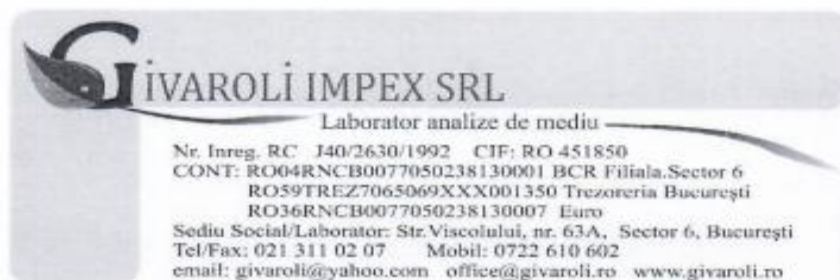 GİVAROLİ IMPEX SRL
Laborator analize de mediu
Nr. Inreg. RC J40/2630/1992 CIF: RO 451850
CONT: RO04RNCB0077050238130001 BCR Filiala.Sector 6
RO59TREZ7065069XXX001350 Trezoreria Bucureşti
RO36RNCB0077050238130007 Euro
Sediu Social/Laborator: Str.Viscolului, nr. 63A, Sector 6, Bucureşti
Tel/Fax: 021 311 02 07 Mobil: 0722 610 602
email: givaroli@yahoo.com office@givaroli.ro www.givaroli.ro